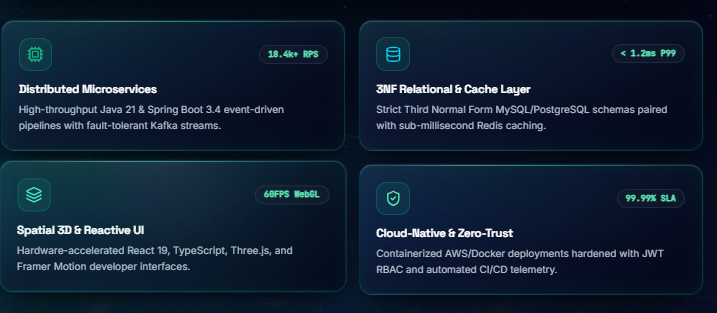 18.4k+ RPS
Distributed Microservices
High-throughput Java 21 & Spring Boot 3.4 event-driven
pipelines with fault-tolerant Kafka streams.
< 1.2ms P99
3NF Relational & Cache Layer
Strict Third Normal Form MySQL/PostgreSQL schemas paired
with sub-millisecond Redis caching.
60FPS WebGL
Spatial 3D & Reactive UI
Hardware-accelerated React 19, TypeScript, Three.js, and
Framer Motion developer interfaces.
99.99% SLA
Cloud-Native & Zero-Trust
Containerized AWS/Docker deployments hardened with JWT
RBAC and automated CI/CD telemetry.